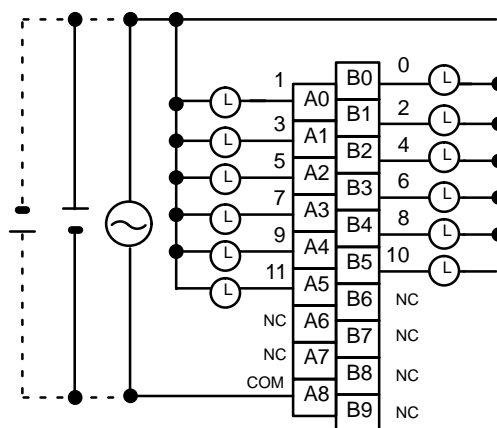 1 L A0 B0 0 L
3 L A1 B1 2 L
5 L A2 B2 4 L
7 L A3 B3 6 L
9 L A4 B4 8 L
11 L A5 B5 10 L
NC A6 B6 NC
NC A7 B7 NC
COM A8 B8 NC
B9 NC